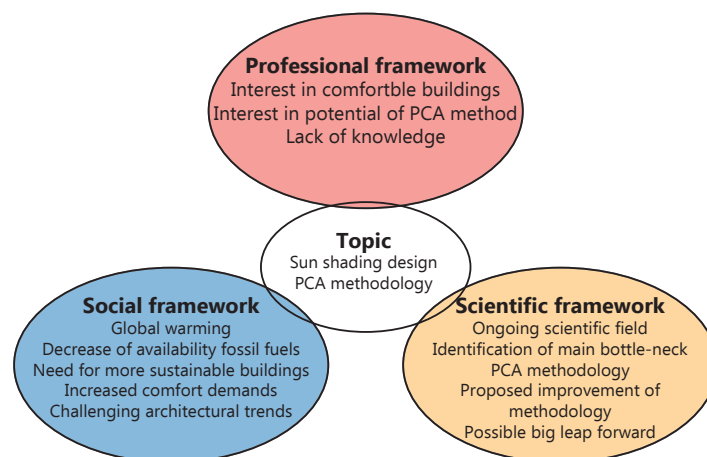 Professional framework
Interest in comfortble buildings
Interest in potential of PCA method
Lack of knowledge
Topic
Sun shading design
PCA methodology
Social framework
Global warming
Decrease of availability fossil fuels
Need for more sustainable buildings
Increased comfort demands
Challenging architectural trends
Scientific framework
Ongoing scientific field
Identification of main bottle-neck
PCA methodology
Proposed improvement of
methodology
Possible big leap forward